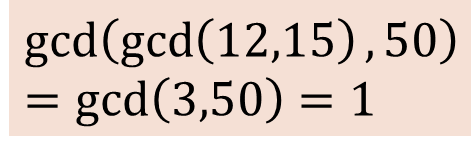 gcd(gcd(12,15),50)
= gcd(3,50) = 1